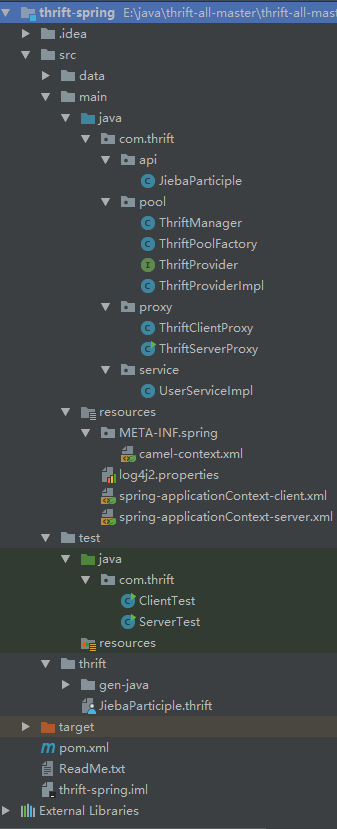 thrift-spring E:\java\thrift-all-master\thrift-all-mast
.idea
src
data
main
java
com.thrift
api
JiebaParticiple
pool
ThriftManager
ThriftPoolFactory
ThriftProvider
ThriftProviderImpl
proxy
ThriftClientProxy
ThriftServerProxy
service
UserServiceImpl
resources
META-INF.spring
camel-context.xml
log4j2.properties
spring-applicationContext-client.xml
spring-applicationContext-server.xml
test
java
com.thrift
ClientTest
ServerTest
resources
thrift
gen-java
JiebaParticiple.thrift
target
pom.xml
ReadMe.txt
thrift-spring.iml
External Libraries